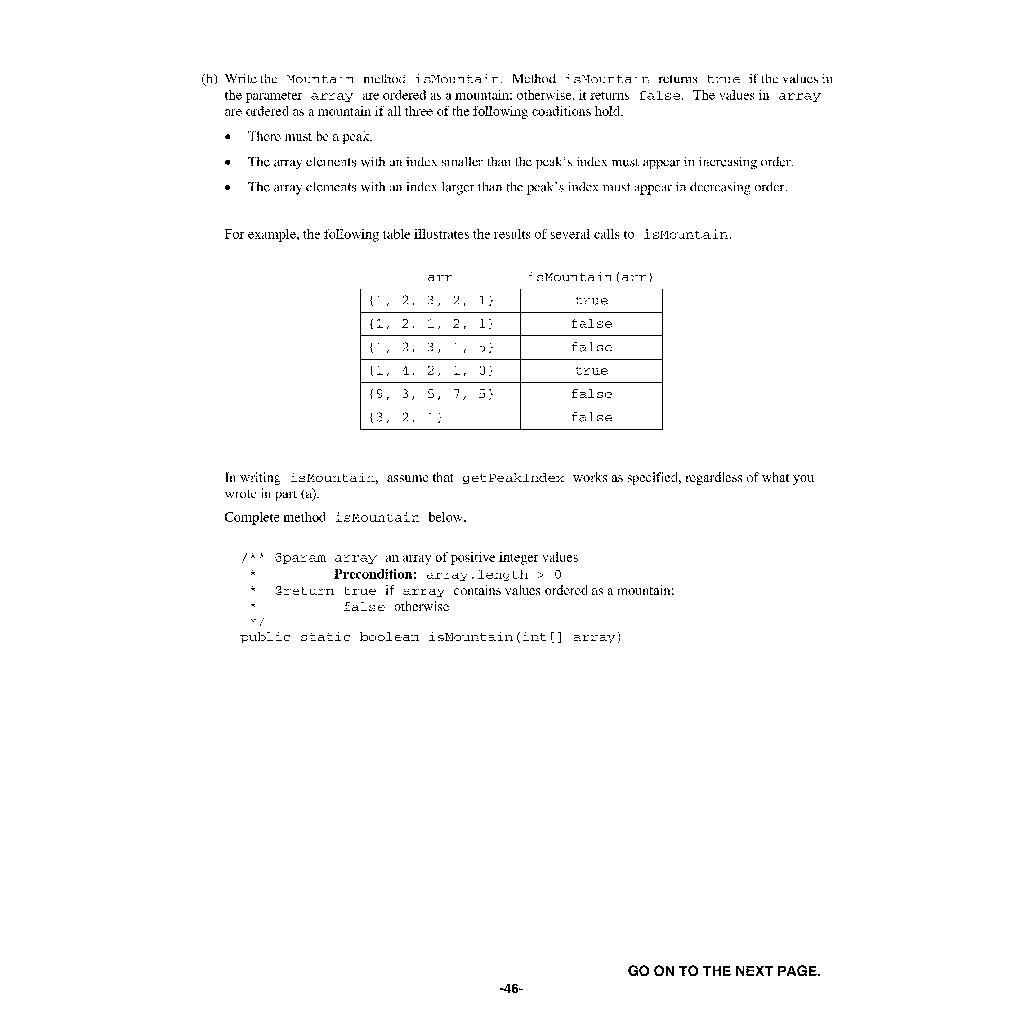 (b) Write the Mountain method isMountain. Method isMountain returns true if the values in
the parameter array are ordered as a mountain; otherwise, it returns false. The values in array
are ordered as a mountain if all three of the following conditions hold.
• There must be a peak.
• The array elements with an index smaller than the peak's index must appear in increasing order.
• The array elements with an index larger than the peak's index must appear in decreasing order.
For example, the following table illustrates the results of several calls to isMountain.
arr isMountain(arr)
{1, 2, 3, 2, 1} true
{1, 2, 1, 2, 1} false
{1, 2, 3, 1, 5} false
{1, 4, 2, 1, 0} true
{9, 3, 5, 7, 5} false
{3, 2, 1} false
In writing isMountain, assume that getPeakIndex works as specified, regardless of what you
wrote in part (a).
Complete method isMountain below.
/** @param array an array of positive integer values
* Precondition: array.length > 0
* @return true if array contains values ordered as a mountain;
* false otherwise
*/
public static boolean isMountain(int[] array)
GO ON TO THE NEXT PAGE.
-46-